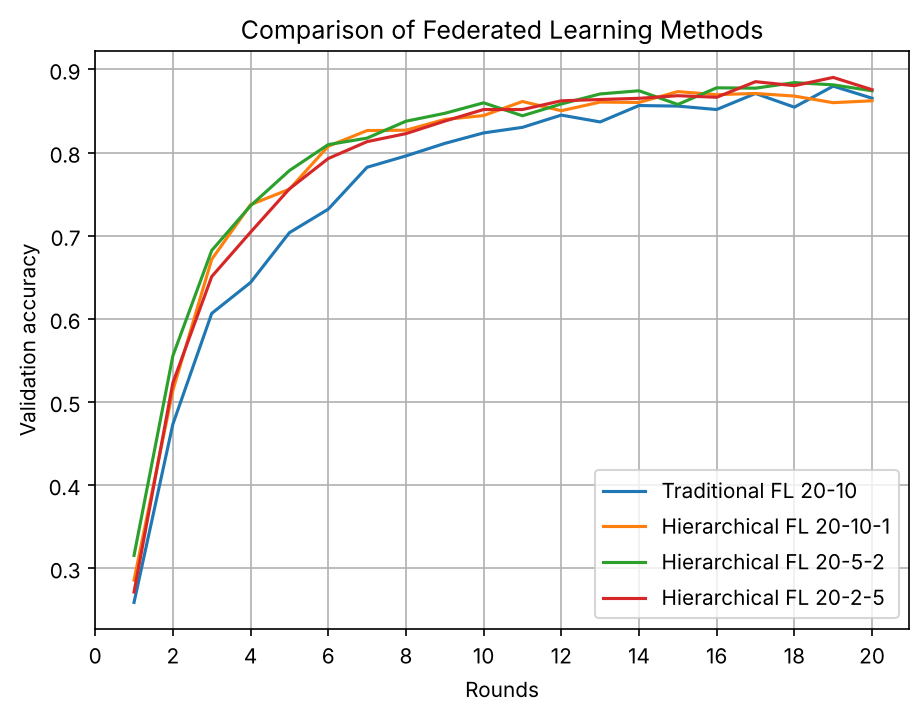 Comparison of Federated Learning Methods
Validation accuracy
0.9
0.8
0.7
0.6
0.5
0.4
0.3
0 2 4 6 8 10 12 14 16 18 20
Rounds
Traditional FL 20-10
Hierarchical FL 20-10-1
Hierarchical FL 20-5-2
Hierarchical FL 20-2-5